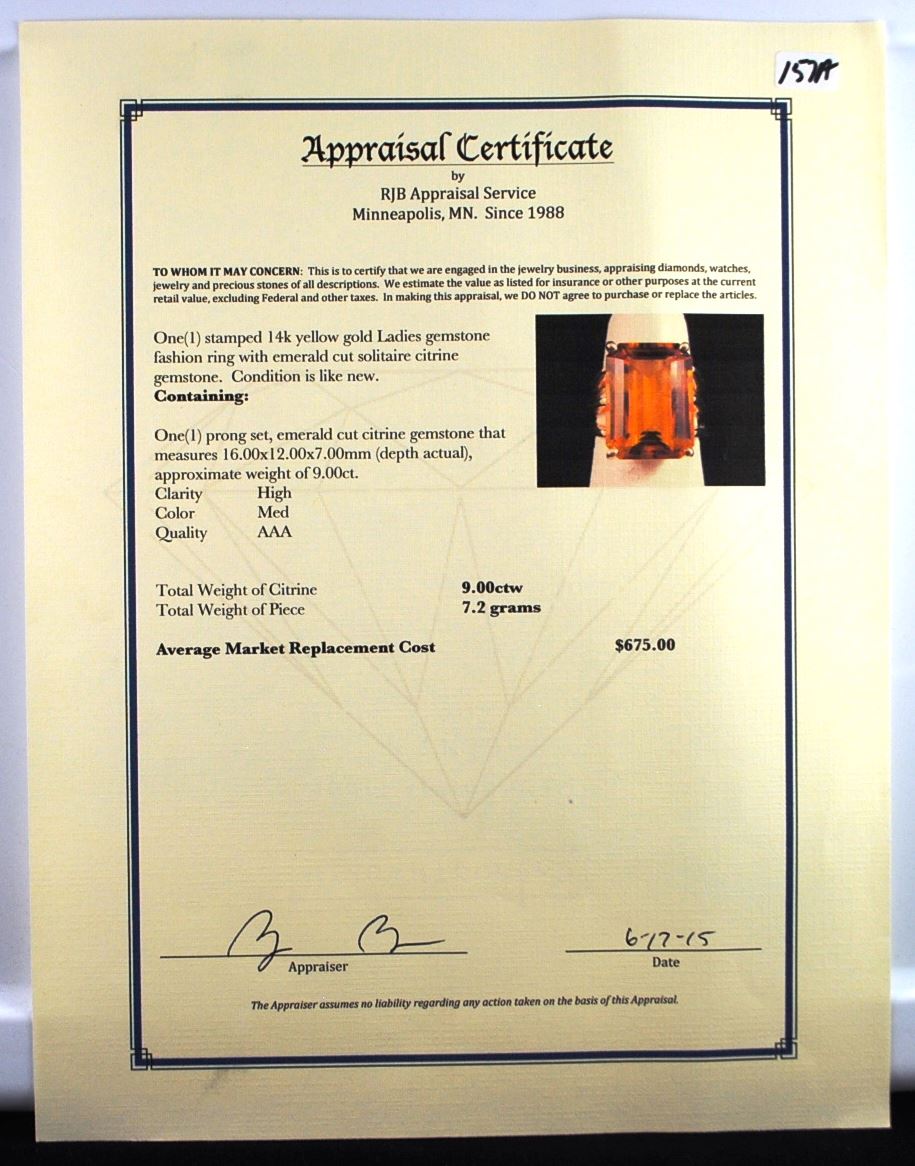 157A
Appraisal Certificate
by
RJB Appraisal Service
Minneapolis, MN. Since 1988
TO WHOM IT MAY CONCERN: This is to certify that we are engaged in the jewelry business, appraising diamonds, watches,
jewelry and precious stones of all descriptions. We estimate the value as listed for insurance or other purposes at the current
retail value, excluding Federal and other taxes. In making this appraisal, we DO NOT agree to purchase or replace the articles.
One(1) stamped 14k yellow gold Ladies gemstone
fashion ring with emerald cut solitaire citrine
gemstone. Condition is like new.
Containing:
One(1) prong set, emerald cut citrine gemstone that
measures 16.00x12.00x7.00mm (depth actual),
approximate weight of 9.00ct.
Clarity High
Color Med
Quality AAA
Total Weight of Citrine 9.00ctw
Total Weight of Piece 7.2 grams
Average Market Replacement Cost $675.00
6-17-15
Appraiser Date
The Appraiser assumes no liability regarding any action taken on the basis of this Appraisal.